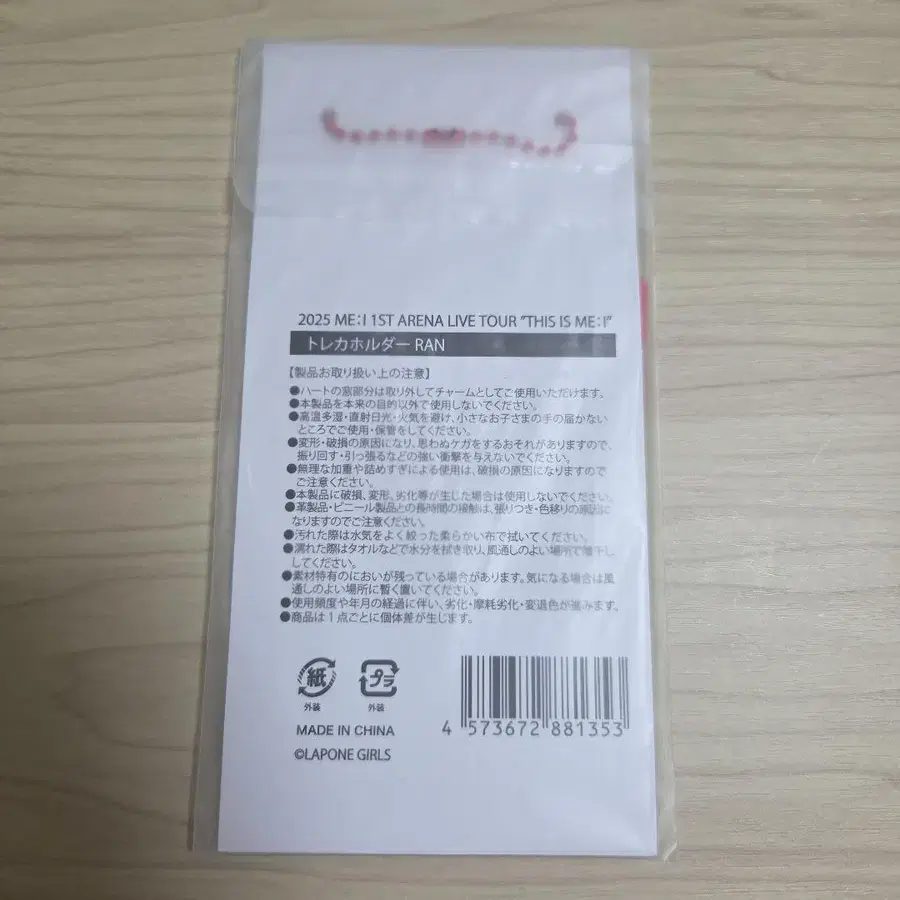 2025 ME:I 1ST ARENA LIVE TOUR "THIS IS ME:I"
トレカホルダー RAN
【製品お取り扱い上の注意】
●ハートの窓部分は取り外してチャームとしてご使用いただけます。
●本製品を本来の目的以外で使用しないでください。
●高温多湿・直射日光・火気を避け、小さなお子さまの手の届かない
ところでご使用・保管をしてください。
●変形・破損の原因になり、思わぬケガをするおそれがありますので、
振り回す・引っ張るなどの強い衝撃を与えないでください。
●無理な加重や詰めすぎによる使用は、破損の原因になりますので
ご注意ください。
●本製品に破損、変形、劣化等が生じた場合は使用しないでください。
●革製品・ビニール製品との長時間の接触は、張りつき・色移りの原因に
なりますのでご注意ください。
●汚れた際は水気をよく絞った柔らかい布で拭いてください。
●濡れた際はタオルなどで水分を拭き取り、風通しのよい場所で陰干し
してください。
●素材特有のにおいが残っている場合があります。気になる場合は風
通しのよい場所に暫く置いてください。
●使用頻度や年月の経過に伴い、劣化・摩耗劣化・変退色が進みます。
●商品は1点ごとに個体差が生じます。
紙 プラ
外装 外装
MADE IN CHINA
©LAPONE GIRLS
4 573672 881353